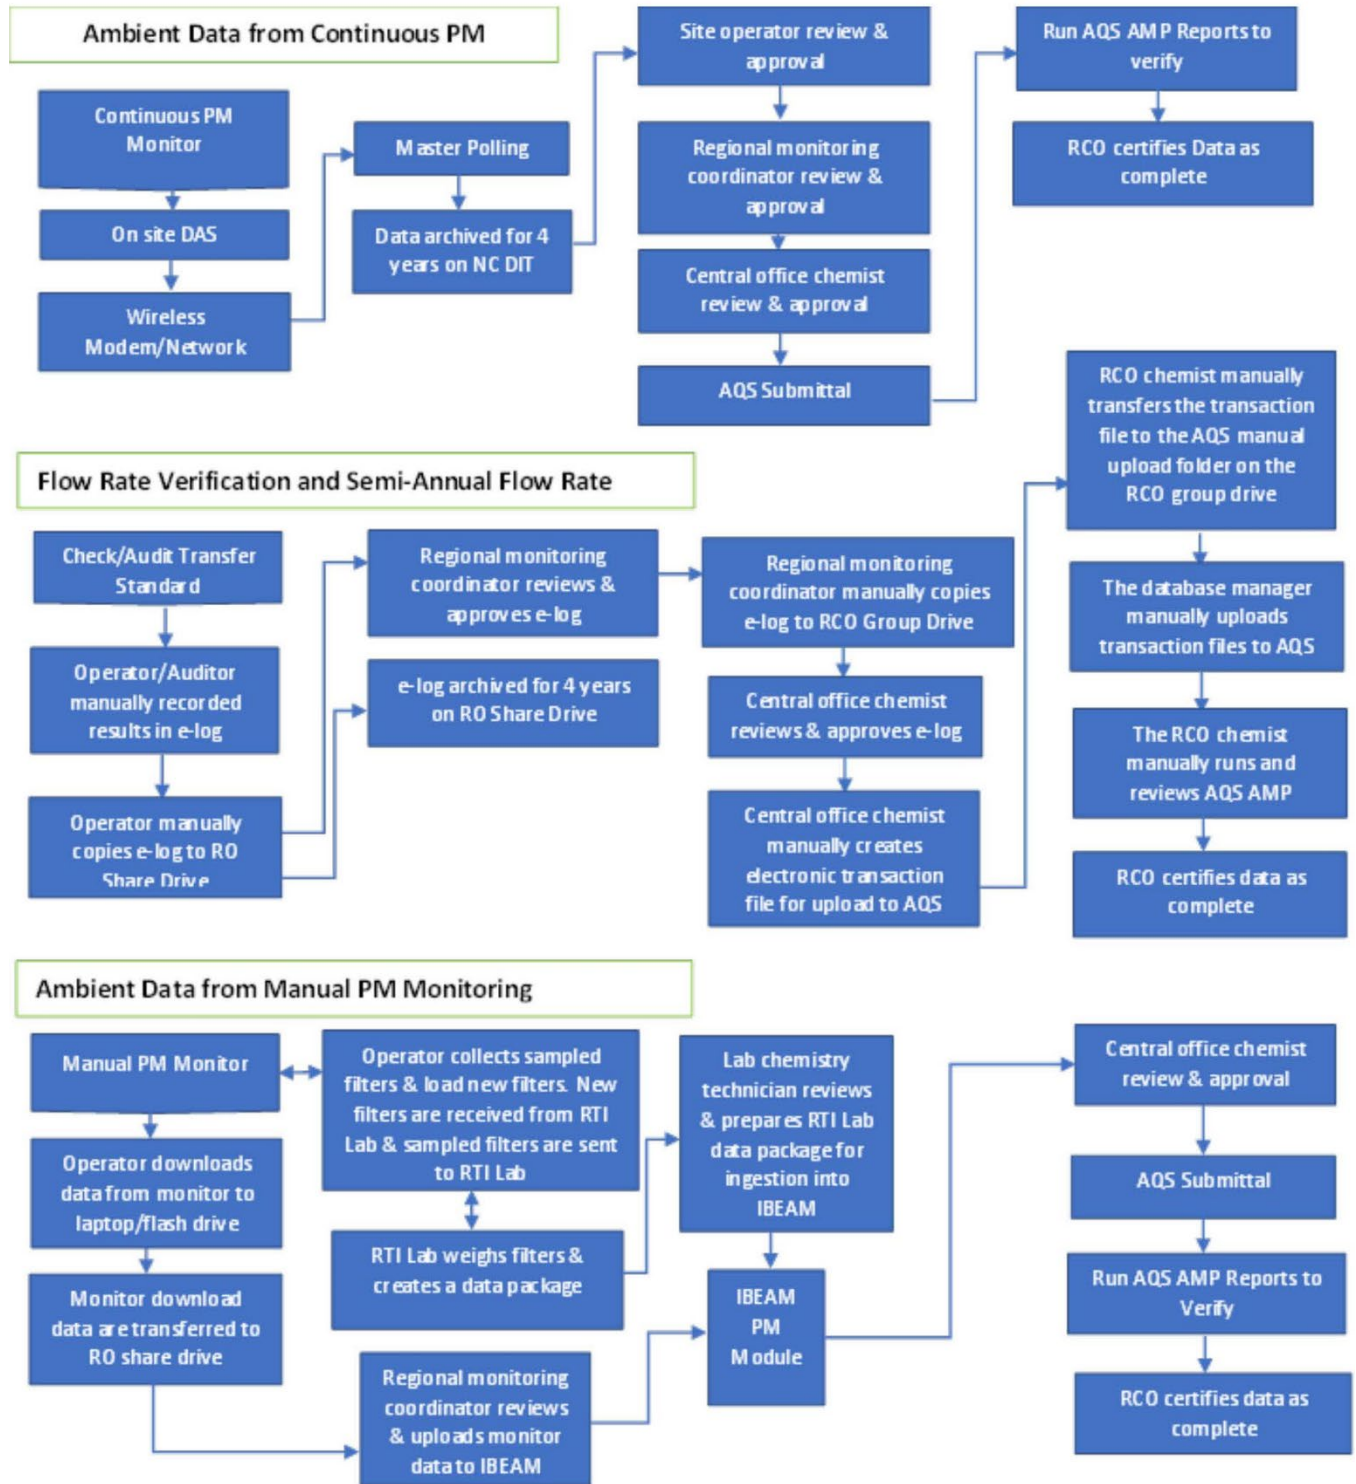 Ambient Data from Continuous PM
Continuous PM
Monitor
On site DAS
Wireless
Modem/Network
Master Polling
Data archived for 4
years on NC DIT
Site operator review &
approval
Regional monitoring
coordinator review &
approval
Central office chemist
review & approval
AQS Submittal
Run AQS AMP Reports to
verify
RCO certifies Data as
complete
Flow Rate Verification and Semi-Annual Flow Rate
Check/Audit Transfer
Standard
Operator/Auditor
manually recorded
results in e-log
Operator manually
copies e-log to RO
Share Drive
Regional monitoring
coordinator reviews &
approves e-log
e-log archived for 4 years
on RO Share Drive
Regional monitoring
coordinator manually copies
e-log to RCO Group Drive
Central office chemist
reviews & approves e-log
Central office chemist
manually creates
electronic transaction
file for upload to AQS
RCO chemist manually
transfers the transaction
file to the AQS manual
upload folder on the
RCO group drive
The database manager
manually uploads
transaction files to AQS
The RCO chemist
manually runs and
reviews AQS AMP
RCO certifies data as
complete
Ambient Data from Manual PM Monitoring
Manual PM Monitor
Operator downloads
data from monitor to
laptop/flash drive
Monitor download
data are transferred to
RO share drive
Operator collects sampled
filters & load new filters. New
filters are received from RTI
Lab & sampled filters are sent
to RTI Lab
RTI Lab weighs filters &
creates a data package
Regional monitoring
coordinator reviews
& uploads monitor
data to IBEAM
Lab chemistry
technician reviews
& prepares RTI Lab
data package for
ingestion into
IBEAM
IBEAM
PM
Module
Central office chemist
review & approval
AQS Submittal
Run AQS AMP Reports to
Verify
RCO certifies data as
complete